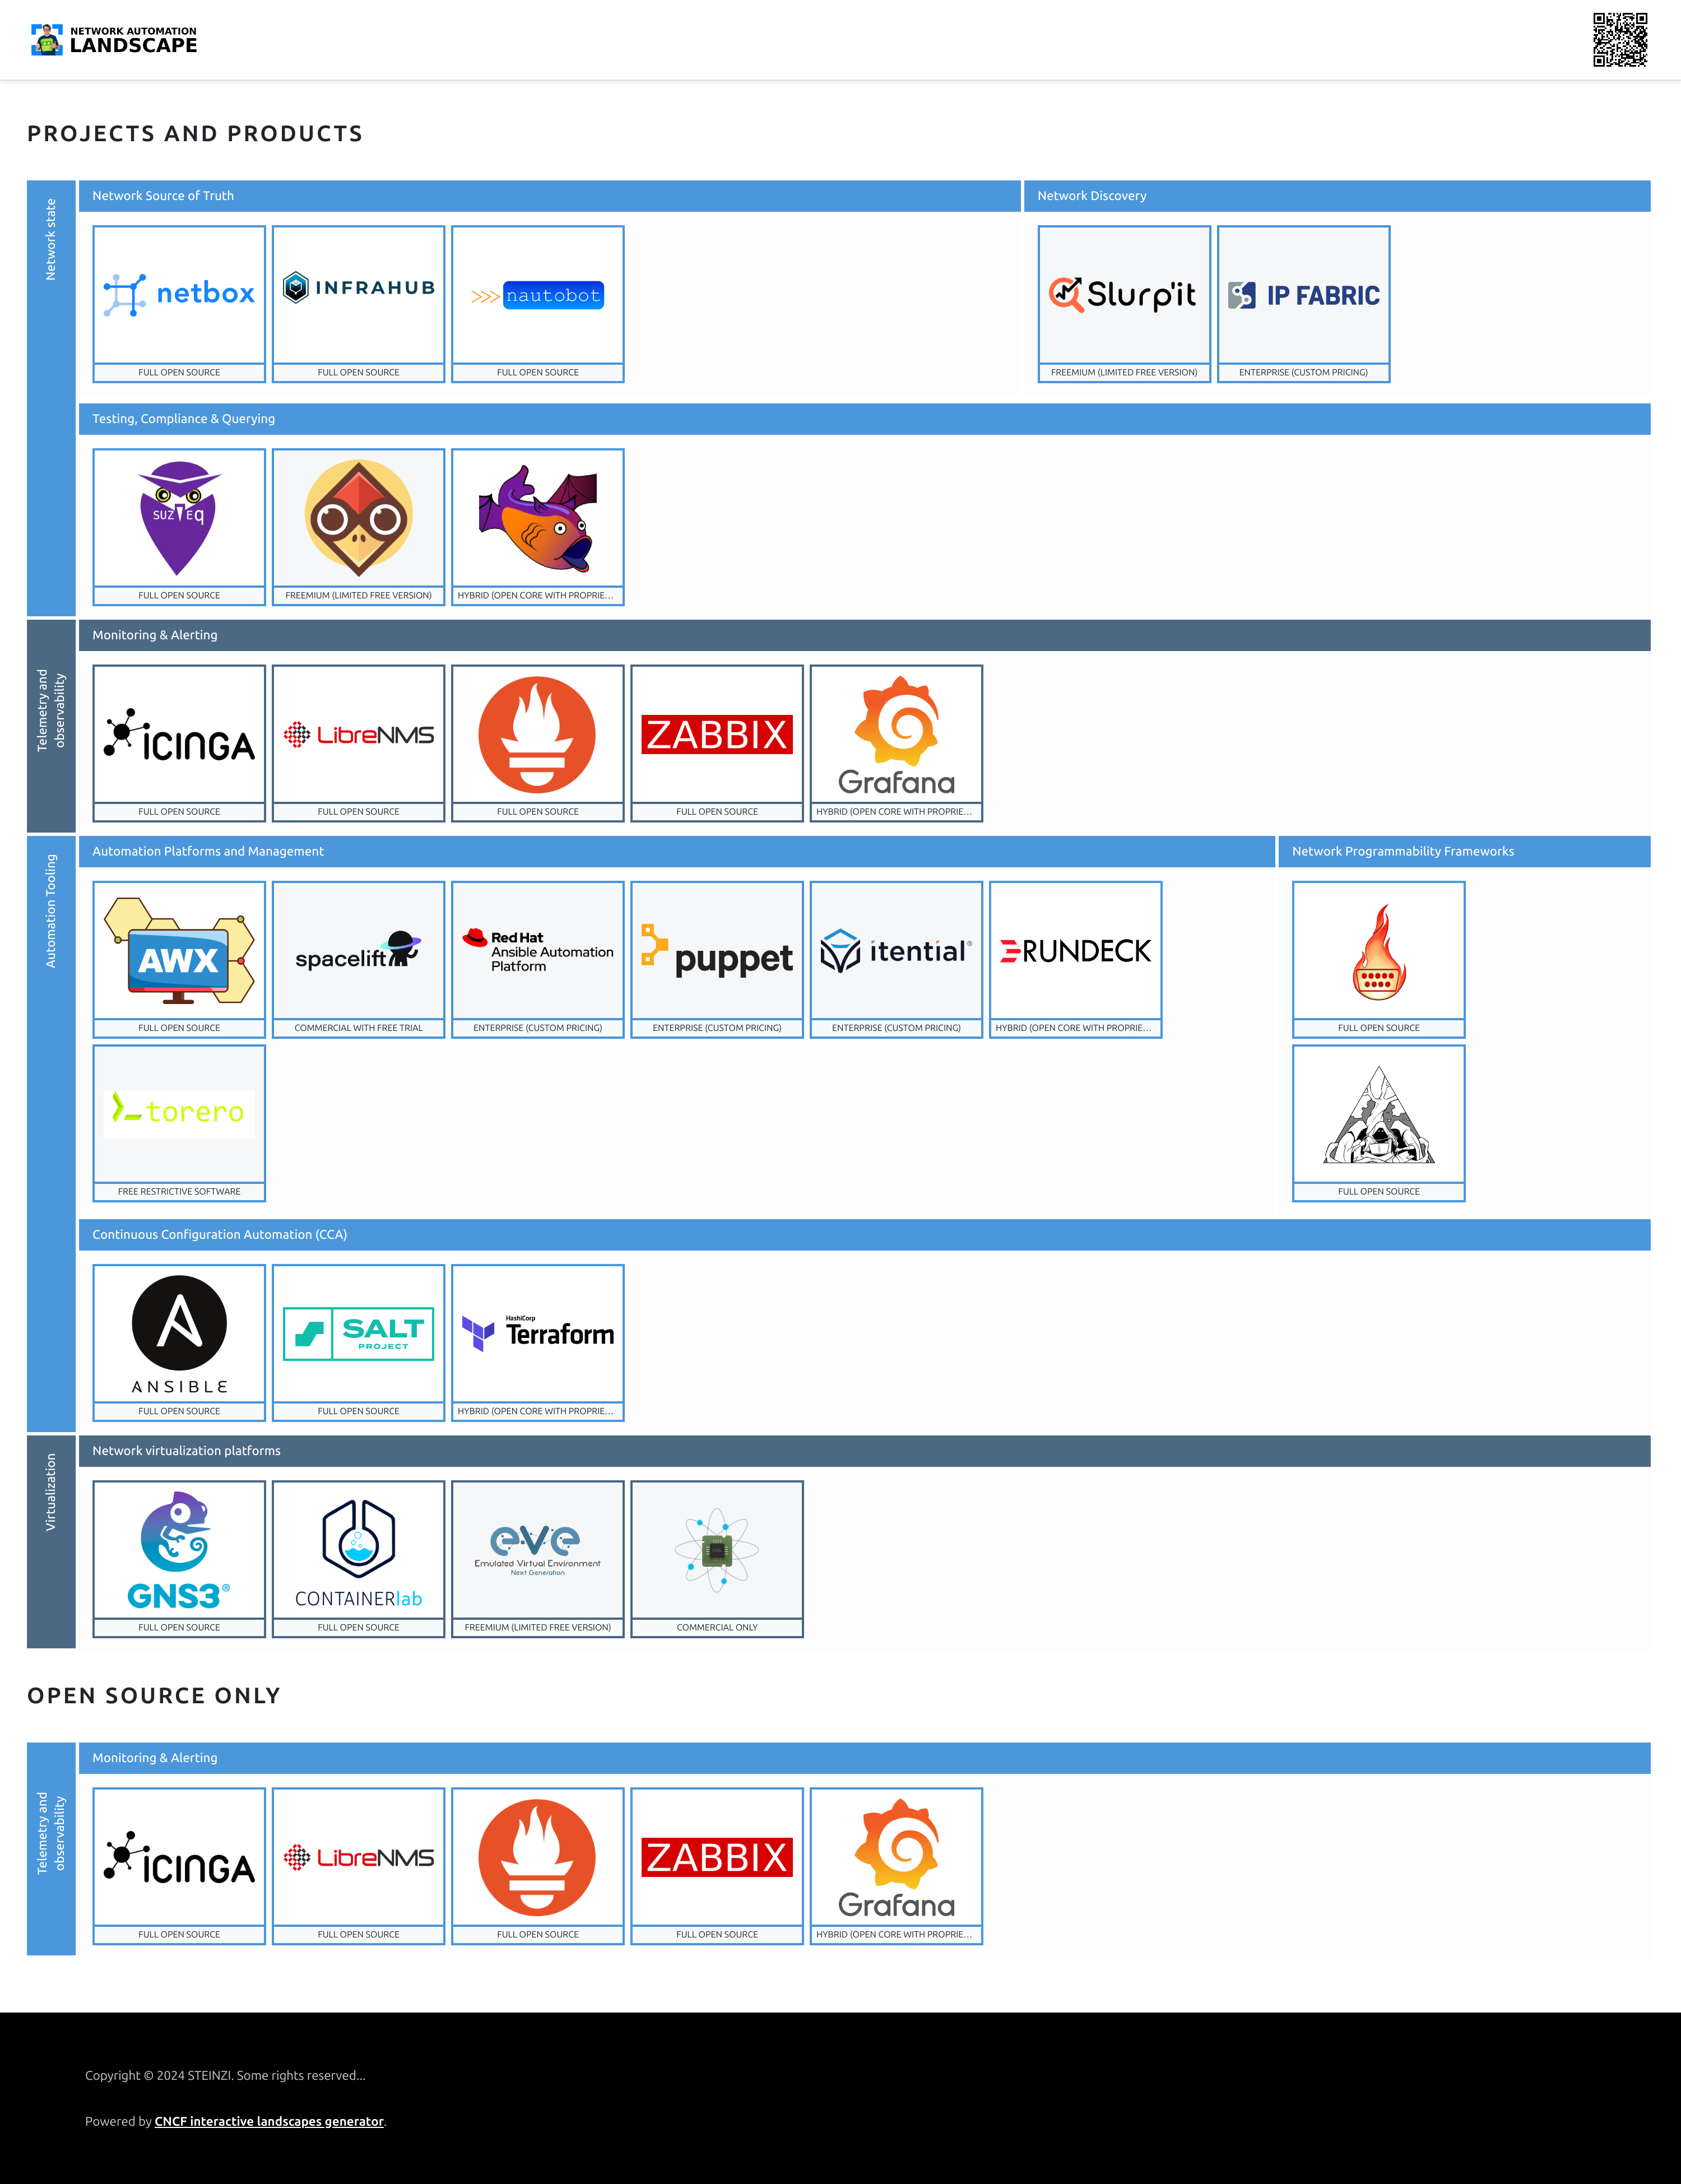 NETWORK AUTOMATION
LANDSCAPE
PROJECTS AND PRODUCTS
Network state
Network Source of Truth
netbox
FULL OPEN SOURCE
INFRAHUB
FULL OPEN SOURCE
>>> nautobot
FULL OPEN SOURCE
Network Discovery
Slurp'it
FREEMIUM (LIMITED FREE VERSION)
IP FABRIC
ENTERPRISE (CUSTOM PRICING)
Testing, Compliance & Querying
SUZIEq
FULL OPEN SOURCE
FREEMIUM (LIMITED FREE VERSION)
HYBRID (OPEN CORE WITH PROPRIE...
Telemetry and
observability
Monitoring & Alerting
iCINGA
FULL OPEN SOURCE
LibreNMS
FULL OPEN SOURCE
FULL OPEN SOURCE
ZABBIX
FULL OPEN SOURCE
Grafana
HYBRID (OPEN CORE WITH PROPRIE...
Automation Tooling
Automation Platforms and Management
AWX
FULL OPEN SOURCE
spacelift
COMMERCIAL WITH FREE TRIAL
Red Hat
Ansible Automation
Platform
ENTERPRISE (CUSTOM PRICING)
puppet
ENTERPRISE (CUSTOM PRICING)
itential®
ENTERPRISE (CUSTOM PRICING)
RUNDECK
HYBRID (OPEN CORE WITH PROPRIE...
torero
FREE RESTRICTIVE SOFTWARE
Network Programmability Frameworks
FULL OPEN SOURCE
FULL OPEN SOURCE
Continuous Configuration Automation (CCA)
ANSIBLE
FULL OPEN SOURCE
SALT
PROJECT
FULL OPEN SOURCE
HashiCorp
Terraform
HYBRID (OPEN CORE WITH PROPRIE...
Virtualization
Network virtualization platforms
GNS3®
FULL OPEN SOURCE
CONTAINERlab
FULL OPEN SOURCE
eve
Emulated Virtual Environment
Next Generation
FREEMIUM (LIMITED FREE VERSION)
COMMERCIAL ONLY
OPEN SOURCE ONLY
Telemetry and
observability
Monitoring & Alerting
iCINGA
FULL OPEN SOURCE
LibreNMS
FULL OPEN SOURCE
FULL OPEN SOURCE
ZABBIX
FULL OPEN SOURCE
Grafana
HYBRID (OPEN CORE WITH PROPRIE...
Copyright © 2024 STEINZI. Some rights reserved...
Powered by CNCF interactive landscapes generator.